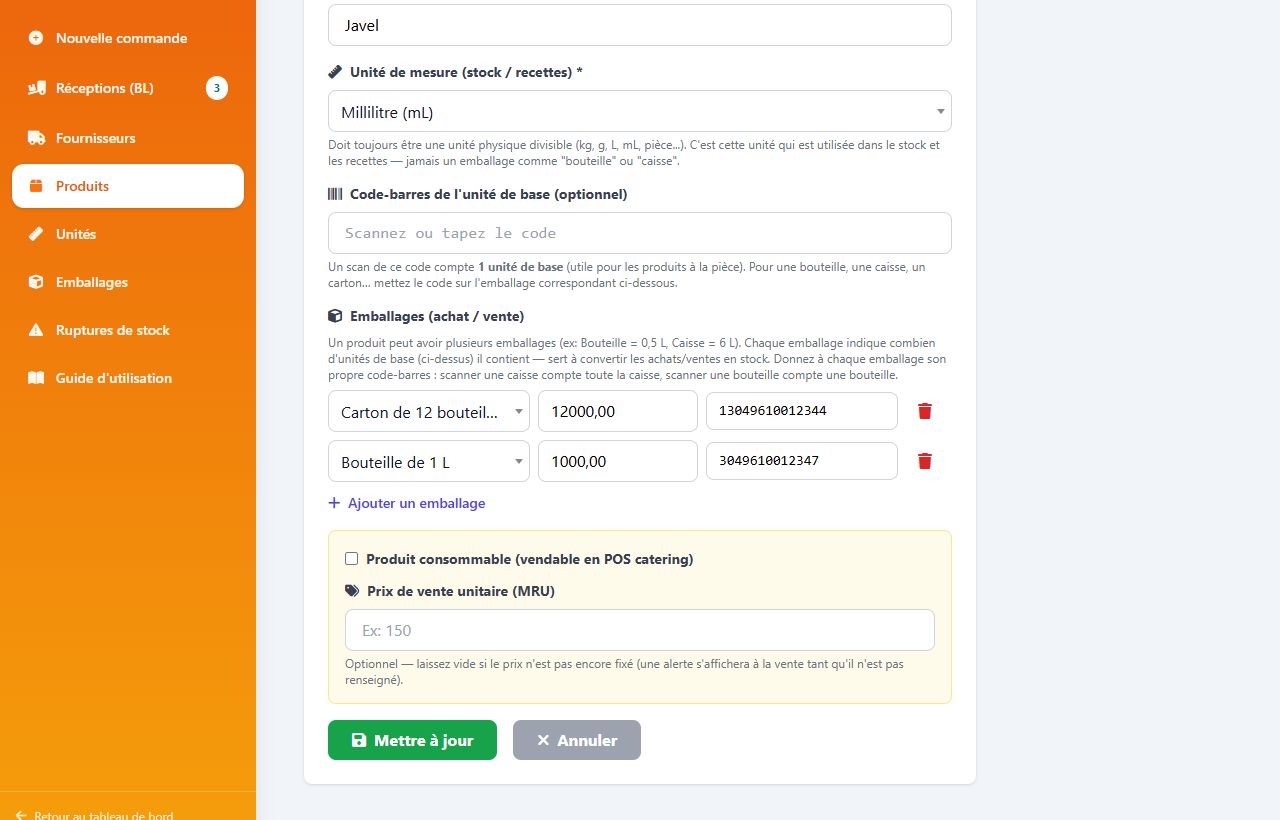 Nouvelle commande
Réceptions (BL)
3
Fournisseurs
Produits
Unités
Emballages
Ruptures de stock
Guide d'utilisation
Retour au tableau de bord
Javel
Unité de mesure (stock / recettes) *
Millilitre (mL)
Doit toujours être une unité physique divisible (kg, g, L, mL, pièce...). C'est cette unité qui est utilisée dans le stock et
les recettes — jamais un emballage comme "bouteille" ou "caisse".
Code-barres de l'unité de base (optionnel)
Scannez ou tapez le code
Un scan de ce code compte 1 unité de base (utile pour les produits à la pièce). Pour une bouteille, une caisse, un
carton... mettez le code sur l'emballage correspondant ci-dessous.
Emballages (achat / vente)
Un produit peut avoir plusieurs emballages (ex: Bouteille = 0,5 L, Caisse = 6 L). Chaque emballage indique combien
d'unités de base (ci-dessus) il contient — sert à convertir les achats/ventes en stock. Donnez à chaque emballage son
propre code-barres : scanner une caisse compte toute la caisse, scanner une bouteille compte une bouteille.
Carton de 12 bouteil... 12000,00 13049610012344
Bouteille de 1 L 1000,00 3049610012347
+ Ajouter un emballage
Produit consommable (vendable en POS catering)
Prix de vente unitaire (MRU)
Ex: 150
Optionnel — laissez vide si le prix n'est pas encore fixé (une alerte s'affichera à la vente tant qu'il n'est pas
renseigné).
Mettre à jour
Annuler